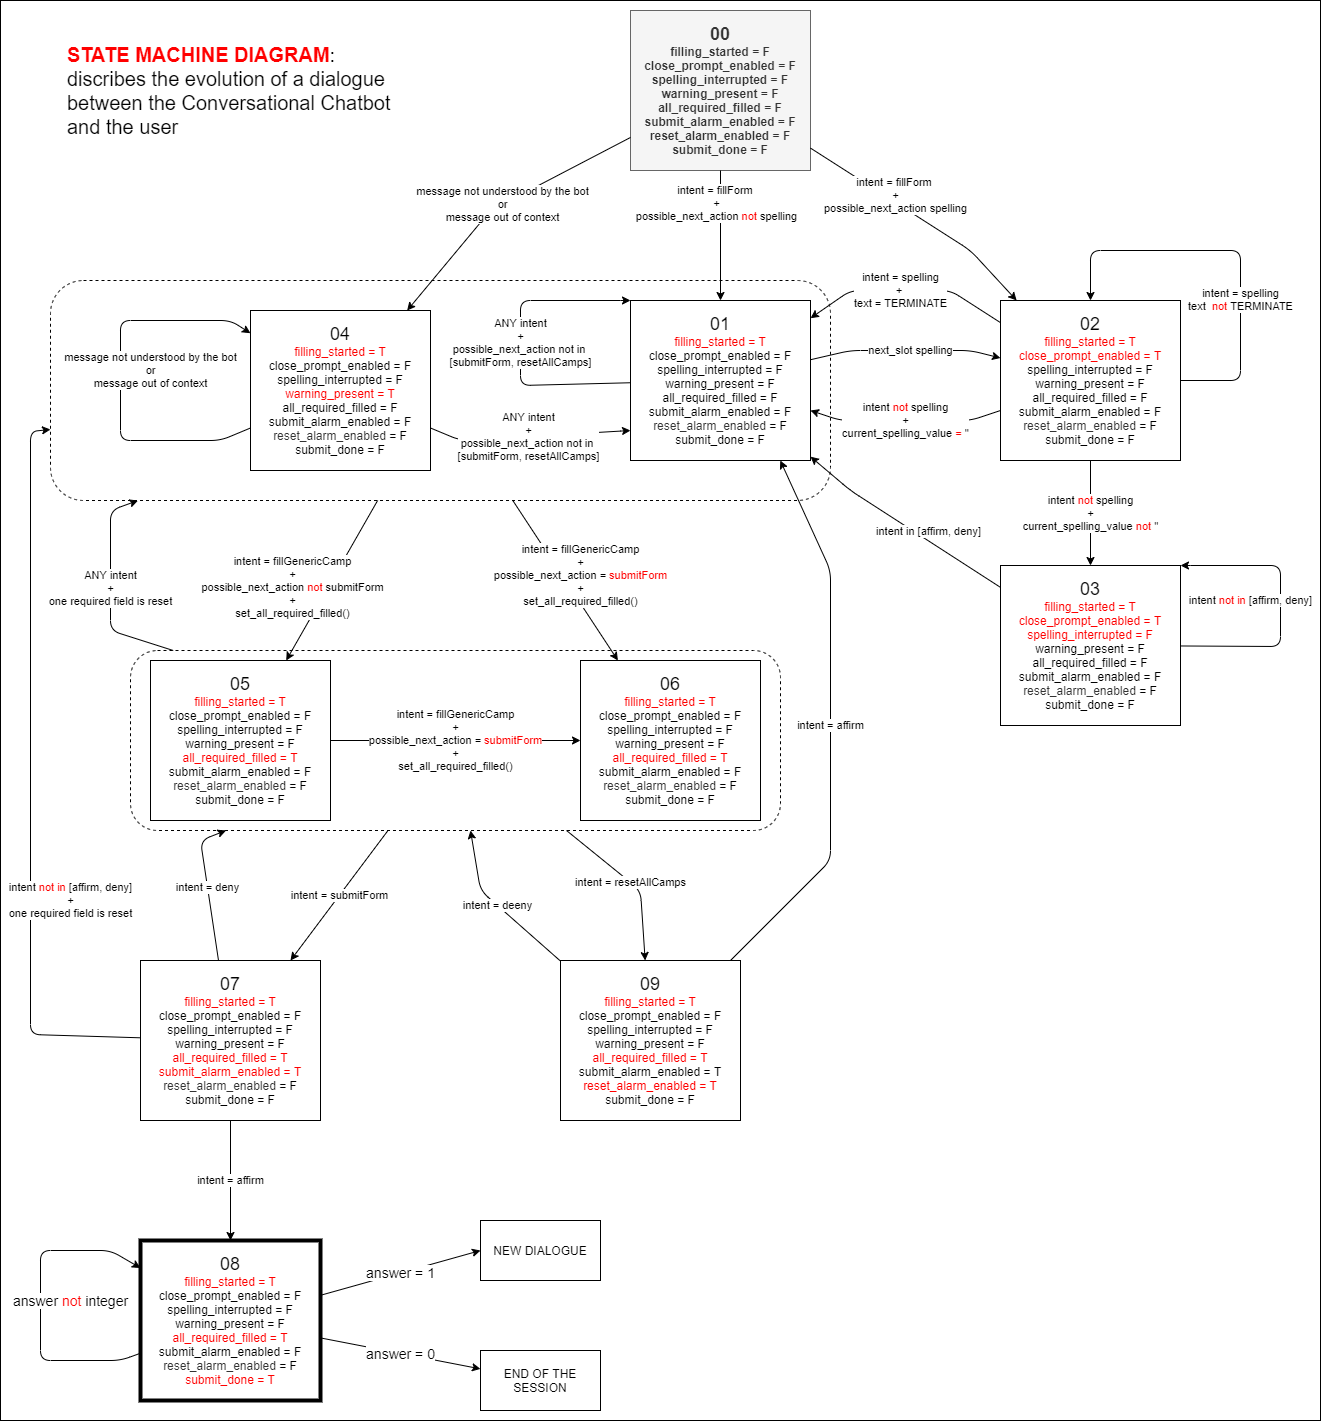 STATE MACHINE DIAGRAM:
discribes the evolution of a dialogue
between the Conversational Chatbot
and the user
00
filling_started = F
close_prompt_enabled = F
spelling_interrupted = F
warning_present = F
all_required_filled = F
submit_alarm_enabled = F
reset_alarm_enabled = F
submit_done = F
message not understood by the bot
or
message out of context
intent = fillForm
+
possible_next_action not spelling
intent = fillForm
+
possible_next_action spelling
04
filling_started = T
close_prompt_enabled = F
spelling_interrupted = F
warning_present = T
all_required_filled = F
submit_alarm_enabled = F
reset_alarm_enabled = F
submit_done = F
message not understood by the bot
or
message out of context
ANY intent
+
possible_next_action not in
[submitForm, resetAllCamps]
ANY intent
+
possible_next_action not in
[submitForm, resetAllCamps]
01
filling_started = T
close_prompt_enabled = F
spelling_interrupted = F
warning_present = F
all_required_filled = F
submit_alarm_enabled = F
reset_alarm_enabled = F
submit_done = F
intent = spelling
+
text = TERMINATE
next_slot spelling
intent not spelling
+
current_spelling_value = ''
02
filling_started = T
close_prompt_enabled = T
spelling_interrupted = F
warning_present = F
all_required_filled = F
submit_alarm_enabled = F
reset_alarm_enabled = F
submit_done = F
intent = spelling
text not TERMINATE
intent not spelling
+
current_spelling_value not ''
intent in [affirm, deny]
03
filling_started = T
close_prompt_enabled = T
spelling_interrupted = F
warning_present = F
all_required_filled = F
submit_alarm_enabled = F
reset_alarm_enabled = F
submit_done = F
intent not in [affirm, deny]
ANY intent
+
one required field is reset
intent = fillGenericCamp
+
possible_next_action not submitForm
+
set_all_required_filled()
intent = fillGenericCamp
+
possible_next_action = submitForm
+
set_all_required_filled()
05
filling_started = T
close_prompt_enabled = F
spelling_interrupted = F
warning_present = F
all_required_filled = T
submit_alarm_enabled = F
reset_alarm_enabled = F
submit_done = F
intent = fillGenericCamp
+
possible_next_action = submitForm
+
set_all_required_filled()
06
filling_started = T
close_prompt_enabled = F
spelling_interrupted = F
warning_present = F
all_required_filled = T
submit_alarm_enabled = F
reset_alarm_enabled = F
submit_done = F
intent = affirm
intent not in [affirm, deny]
+
one required field is reset
intent = deny
intent = submitForm
intent = deeny
intent = resetAllCamps
07
filling_started = T
close_prompt_enabled = F
spelling_interrupted = F
warning_present = F
all_required_filled = T
submit_alarm_enabled = T
reset_alarm_enabled = F
submit_done = F
09
filling_started = T
close_prompt_enabled = F
spelling_interrupted = F
warning_present = F
all_required_filled = T
submit_alarm_enabled = T
reset_alarm_enabled = T
submit_done = F
intent = affirm
08
filling_started = T
close_prompt_enabled = F
spelling_interrupted = F
warning_present = F
all_required_filled = T
submit_alarm_enabled = F
reset_alarm_enabled = F
submit_done = T
answer not integer
answer = 1
NEW DIALOGUE
answer = 0
END OF THE
SESSION